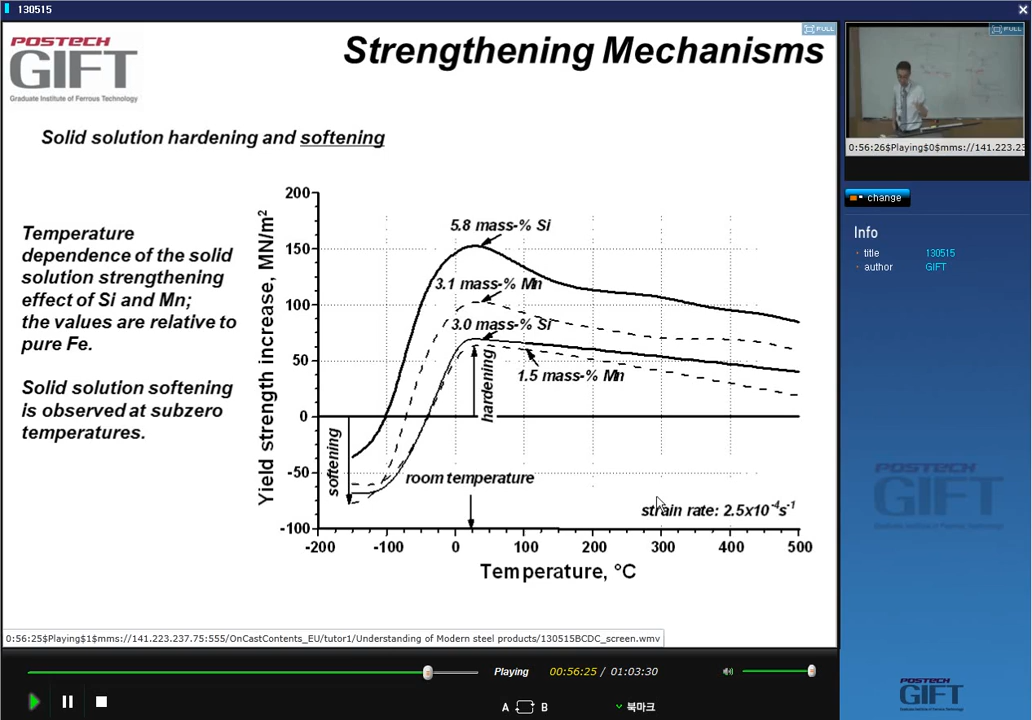 130515
POSTECH
GIFT
Graduate Institute of Ferrous Technology
FULL
Strengthening Mechanisms
Solid solution hardening and softening
Temperature
dependence of the solid
solution strengthening
effect of Si and Mn;
the values are relative to
pure Fe.
Solid solution softening
is observed at subzero
temperatures.
Yield strength increase, MN/m²
200
150
100
50
0
-50
-100
5.8 mass-% Si
3.1 mass-% Mn
3.0 mass-% Si
1.5 mass-% Mn
hardening
softening
room temperature
strain rate: 2.5x10⁻⁴s⁻¹
-200 -100 0 100 200 300 400 500
Temperature, °C
0:56:25$Playing$1$mms://141.223.237.75:555/OnCastContents_EU/tutor1/Understanding of Modern steel products/130515BCDC_screen.wmv
Playing 00:56:25 / 01:03:30
A B 북마크
FULL
0:56:26$Playing$0$mms://141.223.23
change
Info
title 130515
author GIFT
POSTECH
GIFT
POSTECH
GIFT